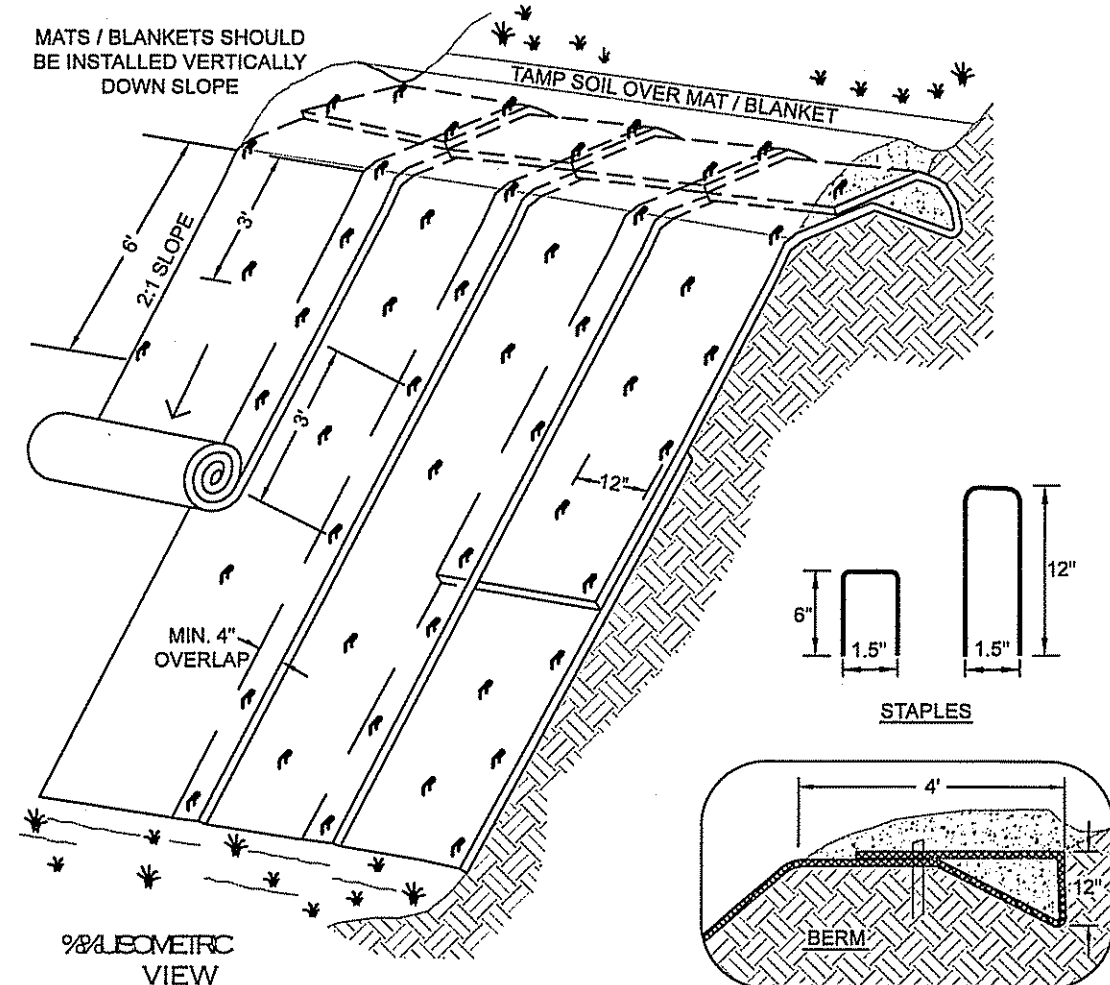 MATS / BLANKETS SHOULD
BE INSTALLED VERTICALLY
DOWN SLOPE
TAMP SOIL OVER MAT / BLANKET
6'
2:1 SLOPE
3'
3'
12"
MIN. 4"
OVERLAP
6"
1.5"
12"
1.5"
STAPLES
4'
12"
BERM
VIEW